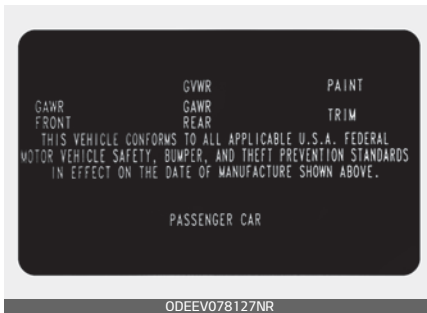 GVWR PAINT
GAWR GAWR
FRONT REAR TRIM
THIS VEHICLE CONFORMS TO ALL APPLICABLE U.S.A. FEDERAL
MOTOR VEHICLE SAFETY, BUMPER, AND THEFT PREVENTION STANDARDS
IN EFFECT ON THE DATE OF MANUFACTURE SHOWN ABOVE.
PASSENGER CAR
ODEEV078127NR